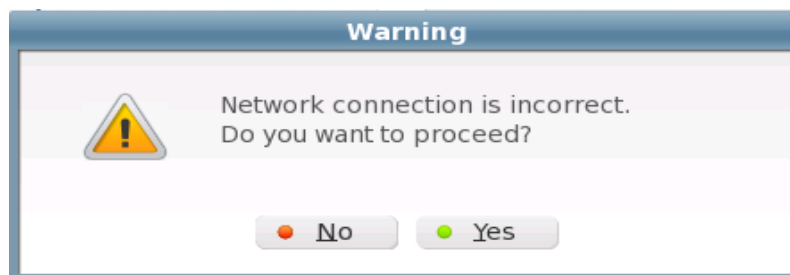 Warning
Network connection is incorrect.
Do you want to proceed?
No Yes